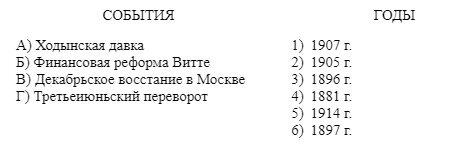 СОБЫТИЯ ГОДЫ
А) Ходынская давка 1) 1907 г.
Б) Финансовая реформа Витте 2) 1905 г.
В) Декабрьское восстание в Москве 3) 1896 г.
Г) Третьеиюньский переворот 4) 1881 г.
5) 1914 г.
6) 1897 г.